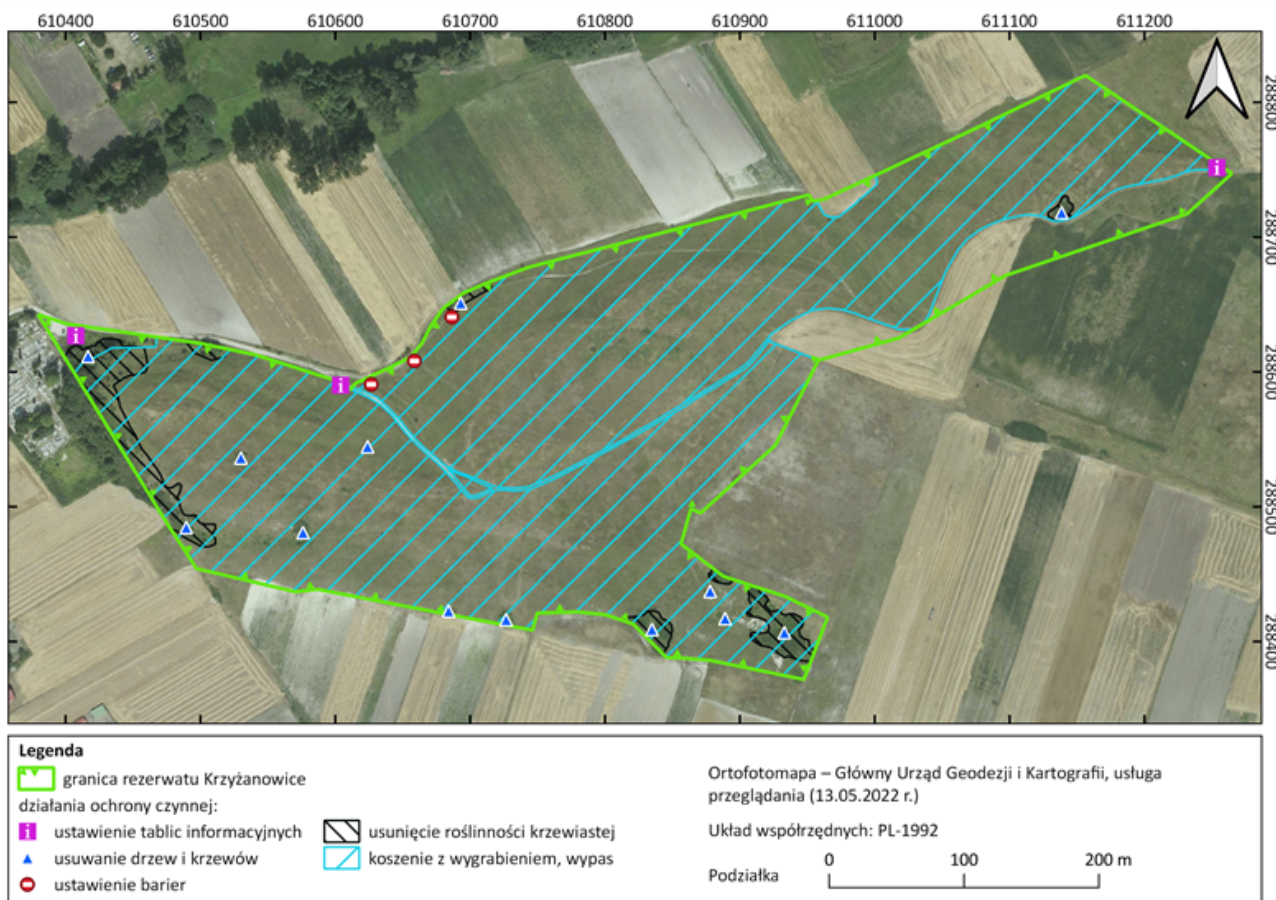 610400 610500 610600 610700 610800 610900 611000 611100 611200
288800
288700
288600
288500
288400
i
i
i
Legenda
granica rezerwatu Krzyżanowice
działania ochrony czynnej:
i ustawienie tablic informacyjnych
usunięcie roślinności krzewiastej
usuwanie drzew i krzewów
koszenie z wygrabieniem, wypas
ustawienie barier
Ortofotomapa – Główny Urząd Geodezji i Kartografii, usługa
przeglądania (13.05.2022 r.)
Układ współrzędnych: PL-1992
Podziałka
0 100 200 m